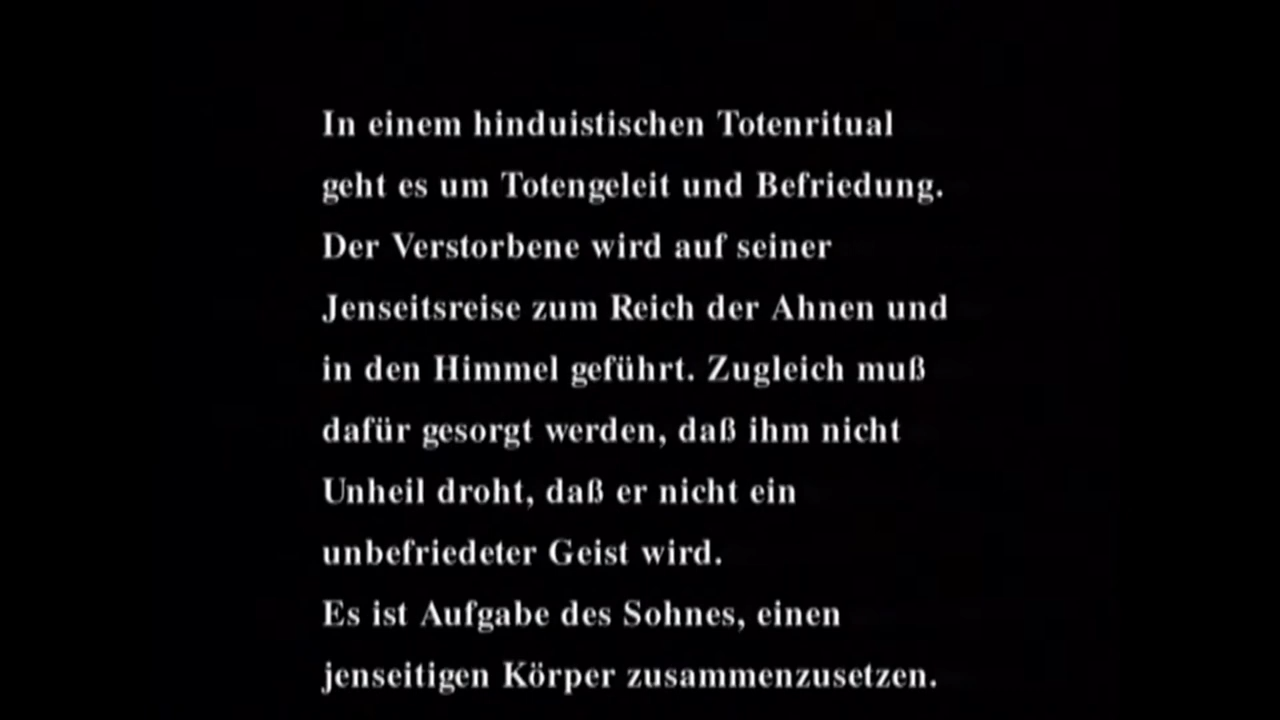 In einem hinduistischen Totenritual
geht es um Totengeleit und Befriedung.
Der Verstorbene wird auf seiner
Jenseitsreise zum Reich der Ahnen und
in den Himmel geführt. Zugleich muß
dafür gesorgt werden, daß ihm nicht
Unheil droht, daß er nicht ein
unbefriedeter Geist wird.
Es ist Aufgabe des Sohnes, einen
jenseitigen Körper zusammenzusetzen.